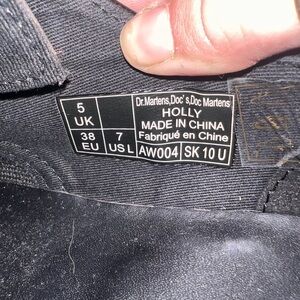 5
UK
38
EU
7
US L
Dr.Martens,Doc's,Doc Martens
HOLLY
MADE IN CHINA
Fabriqué en Chine
AW004
SK 10 U